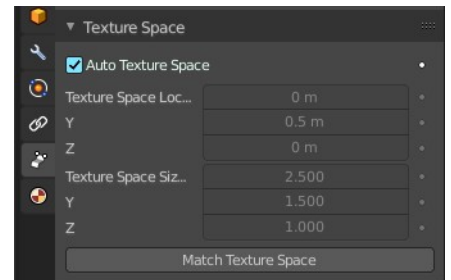 Texture Space
Auto Texture Space
Texture Space Loc... 0 m
Y 0.5 m
Z 0 m
Texture Space Siz... 2.500
Y 1.500
Z 1.000
Match Texture Space